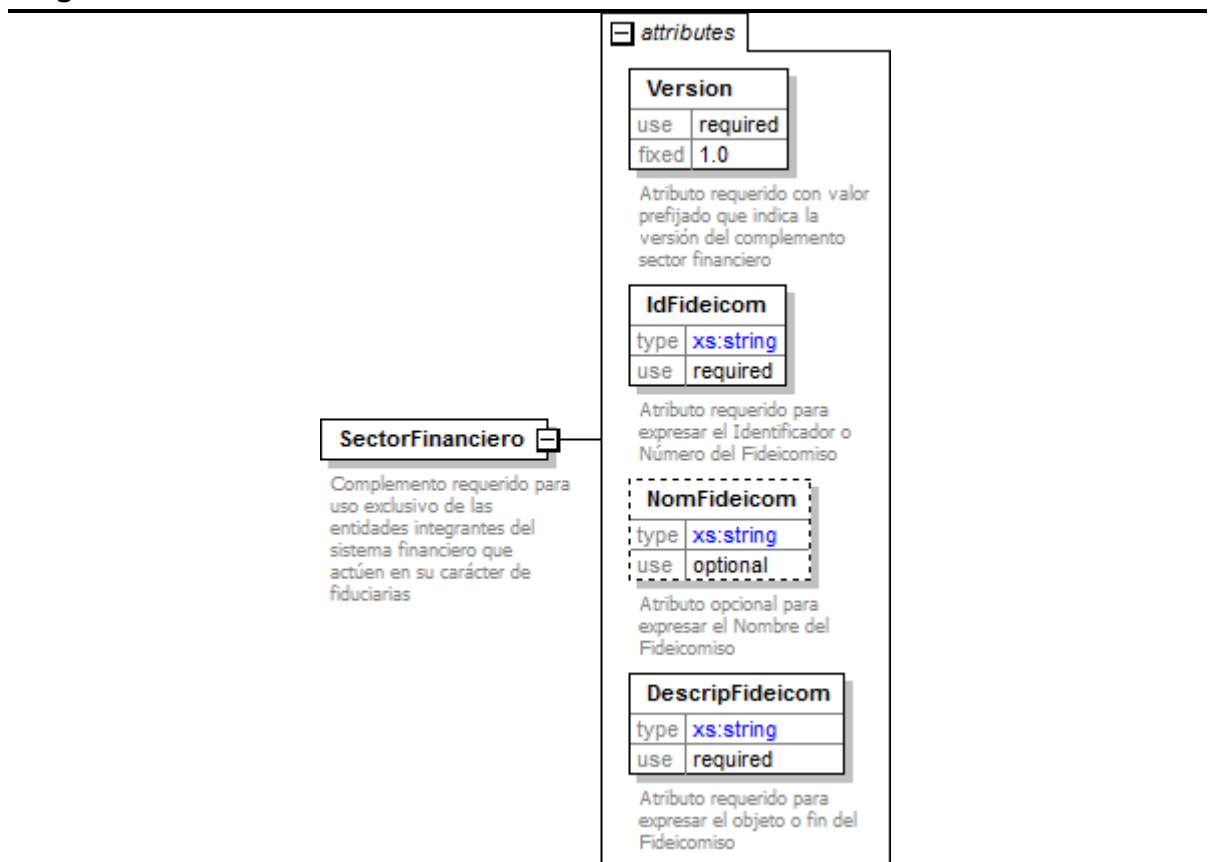 attributes
Version
use required
fixed 1.0
Atributo requerido con valor
prefijado que indica la
versión del complemento
sector financiero
IdFideicom
type xs:string
use required
Atributo requerido para
expresar el Identificador o
Número del Fideicomiso
SectorFinanciero
Complemento requerido para
uso exclusivo de las
entidades integrantes del
sistema financiero que
actúen en su carácter de
fiduciarias
NomFideicom
type xs:string
use optional
Atributo opcional para
expresar el Nombre del
Fideicomiso
DescripFideicom
type xs:string
use required
Atributo requerido para
expresar el objeto o fin del
Fideicomiso